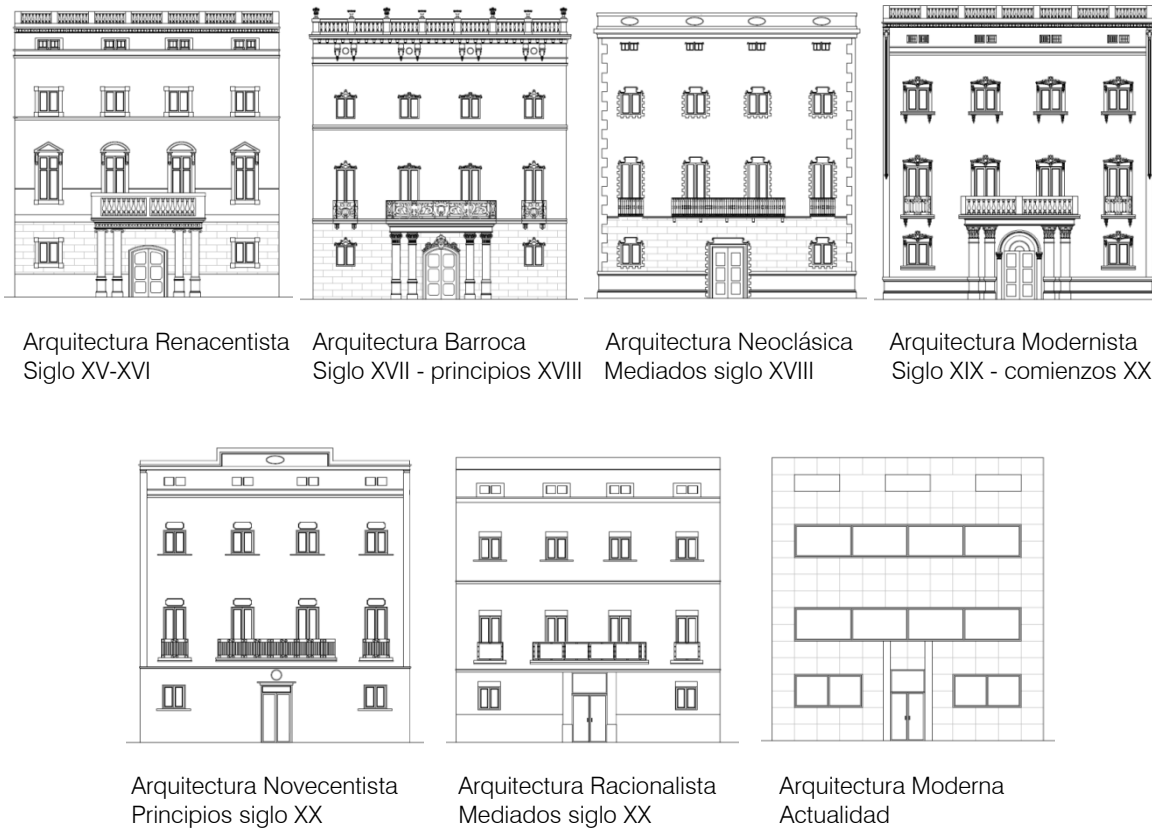 Arquitectura Renacentista
Siglo XV-XVI
Arquitectura Barroca
Siglo XVII - principios XVIII
Arquitectura Neoclásica
Mediados siglo XVIII
Arquitectura Modernista
Siglo XIX - comienzos XX
Arquitectura Novecentista
Principios siglo XX
Arquitectura Racionalista
Mediados siglo XX
Arquitectura Moderna
Actualidad